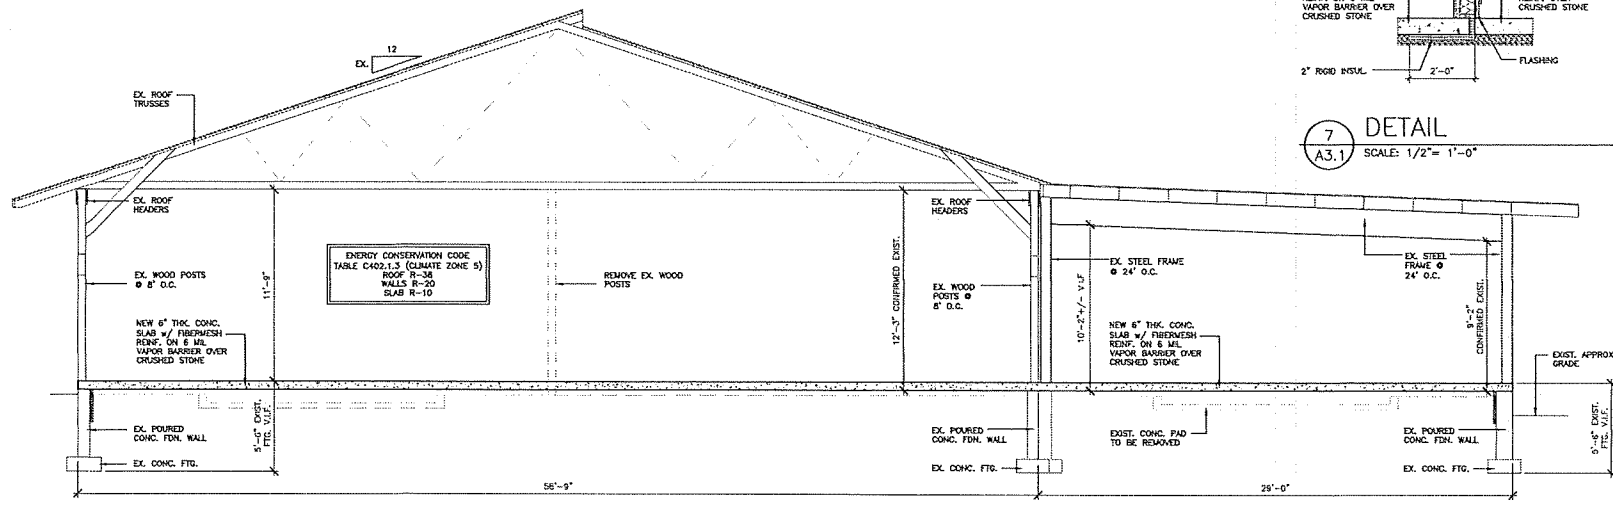 VAPOR BARRIER OVER
CRUSHED STONE
CRUSHED STONE
2" RIGID INSUL.
2'-0"
FLASHING
7
A3.1
DETAIL
SCALE: 1/2"= 1'-0"
12
EX.
EX. ROOF
TRUSSES
EX. ROOF
HEADERS
EX. WOOD POSTS
@ 8' O.C.
11'-9"
ENERGY CONSERVATION CODE
TABLE C402.1.3 (CLIMATE ZONE 5)
ROOF R-38
WALLS R-20
SLAB R-10
REMOVE EX. WOOD
POSTS
12'-3" CONFIRMED EXIST.
EX. ROOF
HEADERS
EX. WOOD
POSTS @
8' O.C.
EX. STEEL FRAME
@ 24' O.C.
10'-2"+/- V.I.F
EX. STEEL
FRAME @
24' O.C.
9'-2"
CONFIRMED EXIST.
NEW 6" THK. CONC.
SLAB w/ FIBERMESH
REINF. ON 6 MIL
VAPOR BARRIER OVER
CRUSHED STONE
NEW 6" THK. CONC.
SLAB w/ FIBERMESH
REINF. ON 6 MIL
VAPOR BARRIER OVER
CRUSHED STONE
EXIST. APPROX
GRADE
EX. POURED
CONC. FDN. WALL
5'-6" EXIST.
FTG. V.I.F.
EX. CONC. FTG.
EX. POURED
CONC. FDN. WALL
EX. CONC. FTG.
EXIST. CONC. PAD
TO BE REMOVED
EX. POURED
CONC. FDN. WALL
EX. CONC. FTG.
5'-6" EXIST.
FTG. V.I.F.
56'-9"
29'-0"